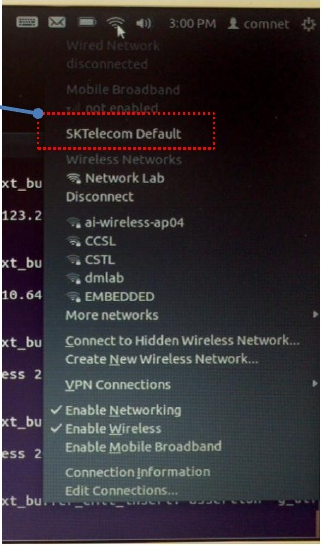 3:00 PM comnet
Wired Network
disconnected
Mobile Broadband
not enabled
SKTelecom Default
Wireless Networks
xt_bu
Network Lab
Disconnect
123.2
ai-wireless-ap04
CCSL
xt_bu
CSTL
dmlab
10.64
EMBEDDED
More networks
xt_bu
Connect to Hidden Wireless Network...
Create New Wireless Network...
ess 2
VPN Connections
xt_bu
Enable Networking
Enable Wireless
ess 2
Enable Mobile Broadband
Connection Information
Edit Connections...
xt_bu
assertion